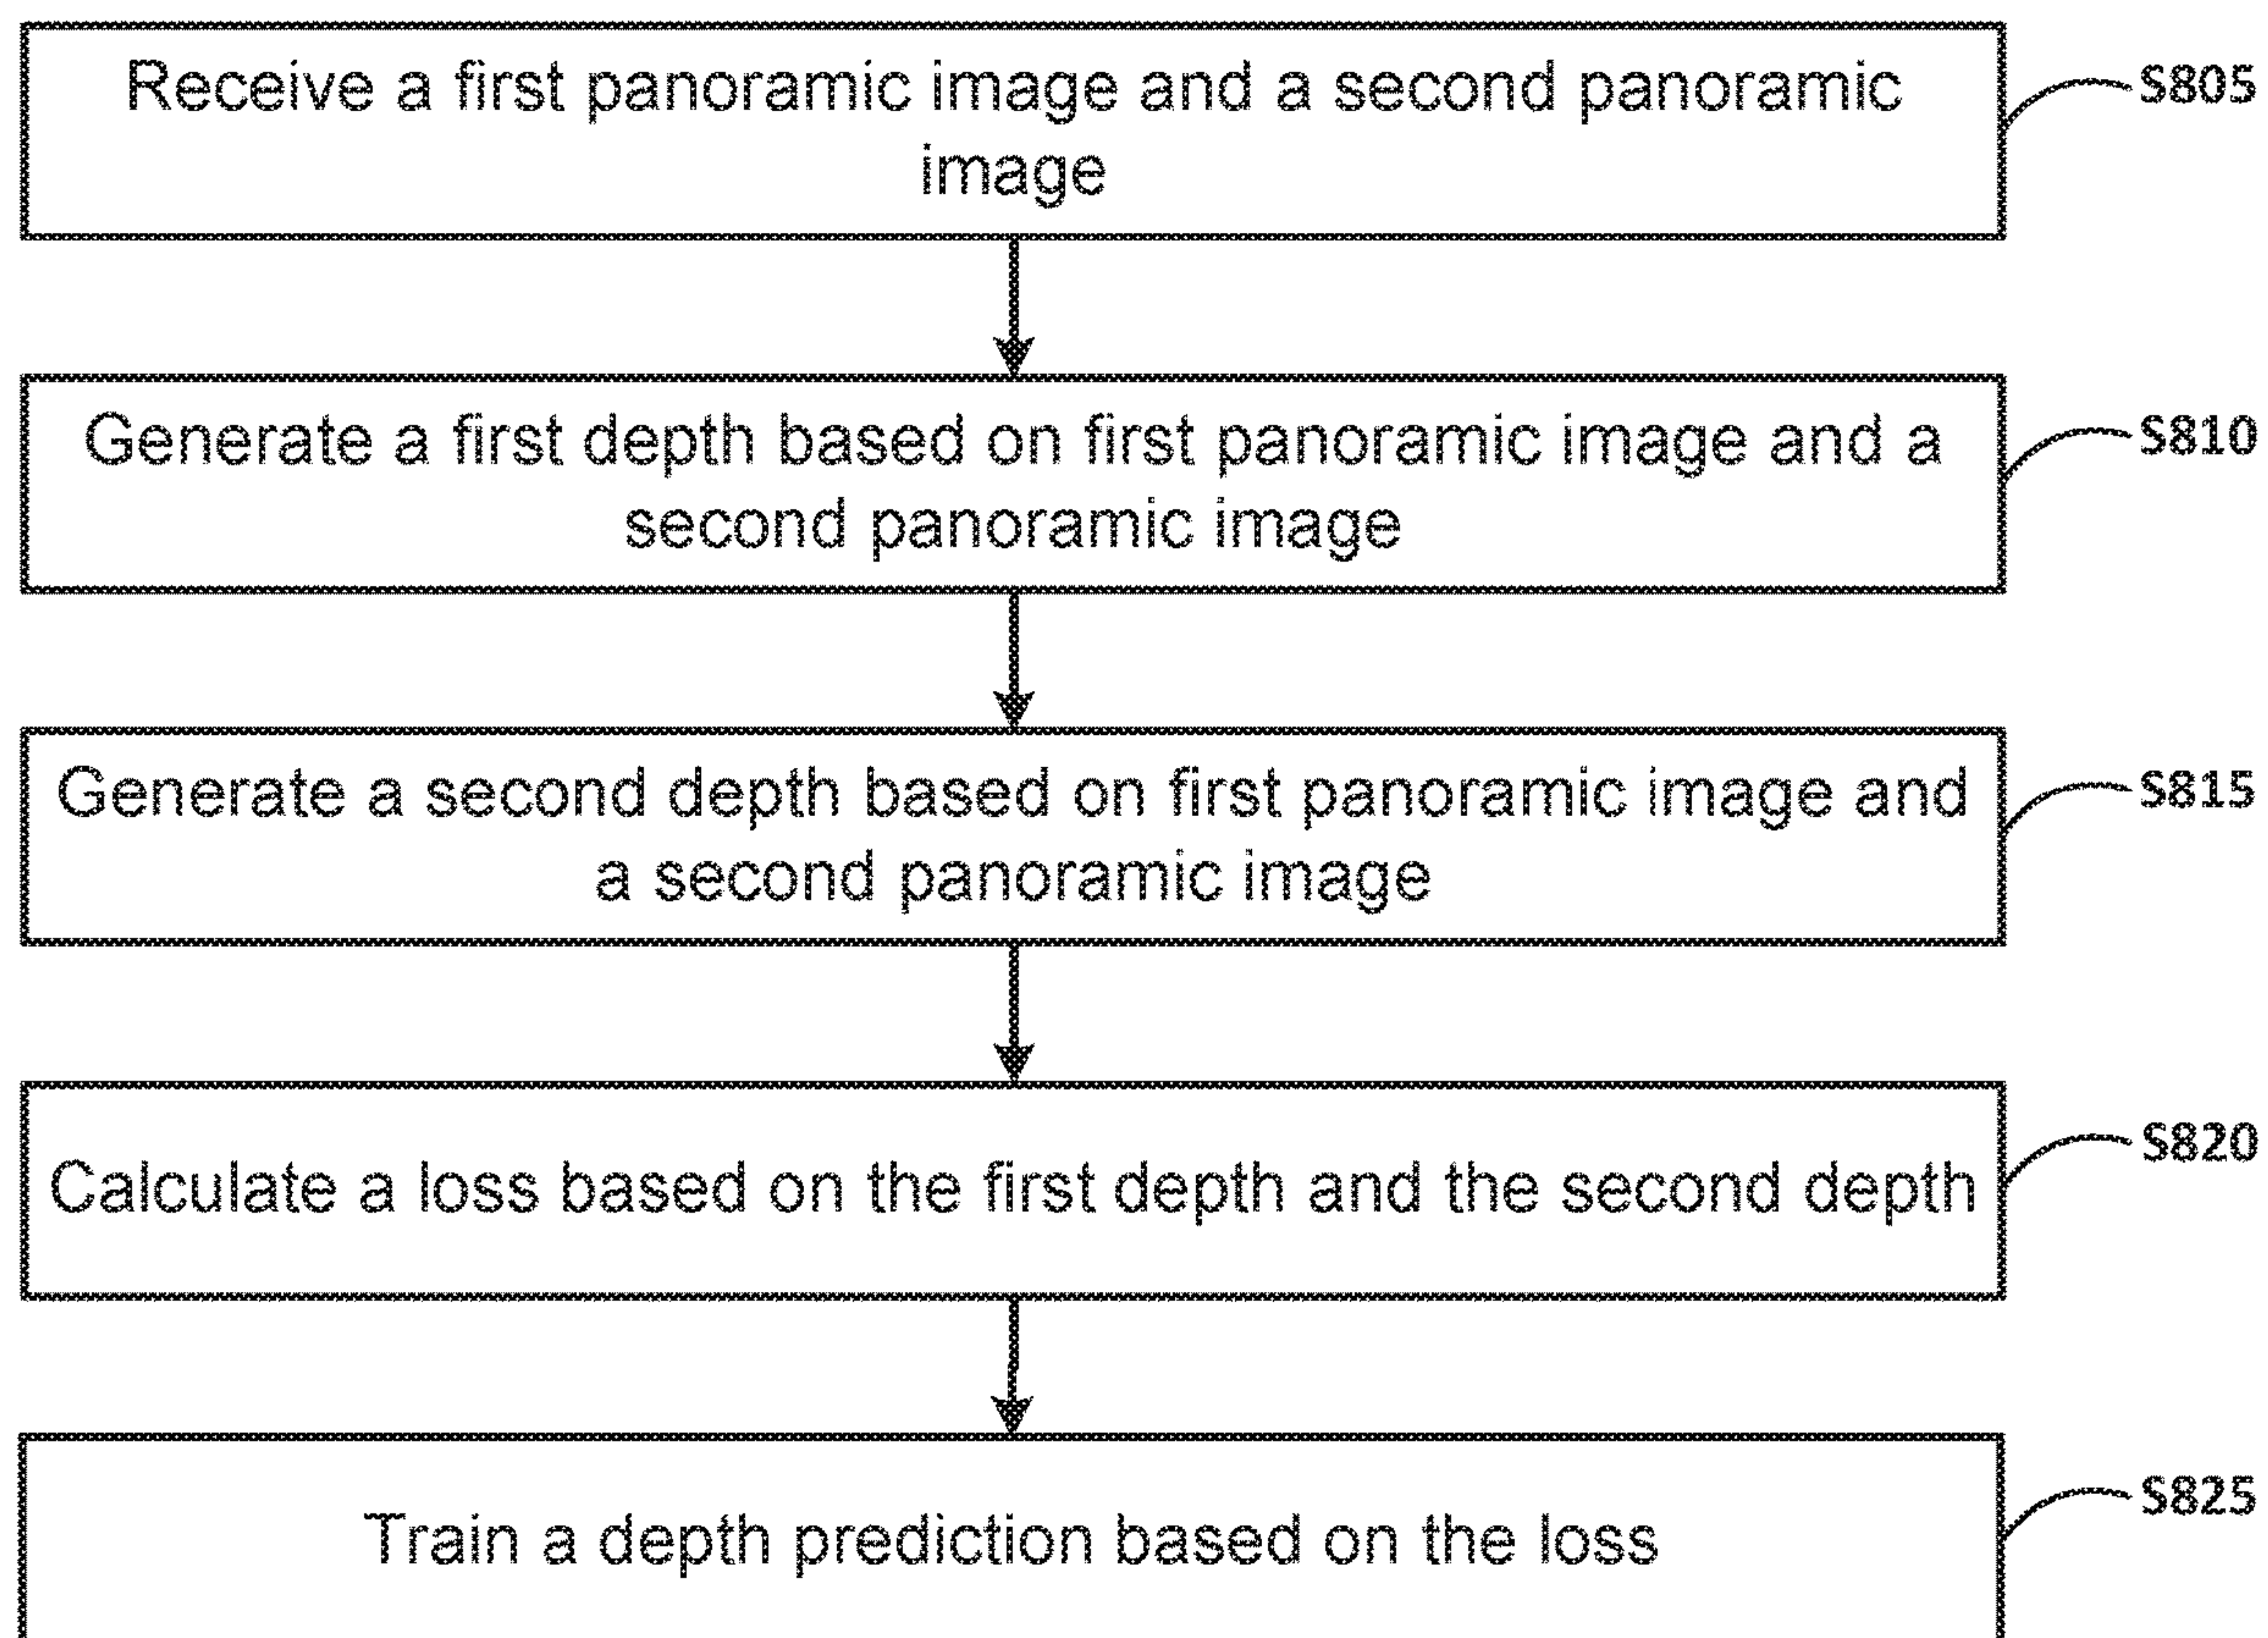 Receive a first panoramic image and a second panoramic
image
S805
Generate a first depth based on first panoramic image and a
second panoramic image
S810
Generate a second depth based on first panoramic image and
a second panoramic image
S815
Calculate a loss based on the first depth and the second depth
S820
Train a depth prediction based on the loss
S825